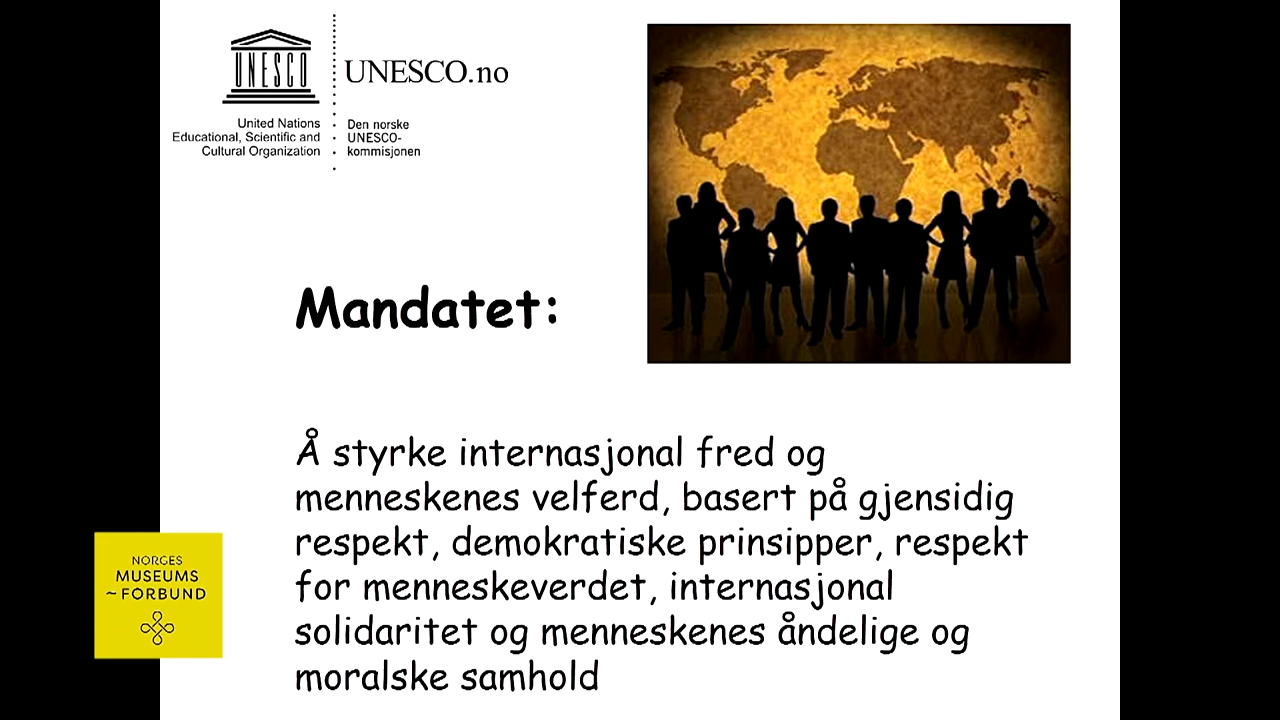 UNESCO
UNESCO.no
United Nations
Educational, Scientific and
Cultural Organization
Den norske
UNESCO-
kommisjonen
Mandatet:
Å styrke internasjonal fred og
menneskenes velferd, basert på gjensidig
respekt, demokratiske prinsipper, respekt
for menneskeverdet, internasjonal
solidaritet og menneskenes åndelige og
moralske samhold
NORGES
MUSEUMS
~FORBUND